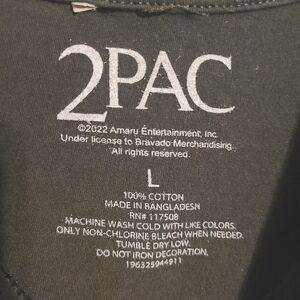 2PAC
©2022 Amaru Entertainment, Inc.
Under license to Bravado Merchandising.
All rights reserved.
L
100% COTTON
MADE IN BANGLADESH
RN# 117508
MACHINE WASH COLD WITH LIKE COLORS.
ONLY NON-CHLORINE BLEACH WHEN NEEDED.
TUMBLE DRY LOW.
DO NOT IRON DECORATION.
196325944911